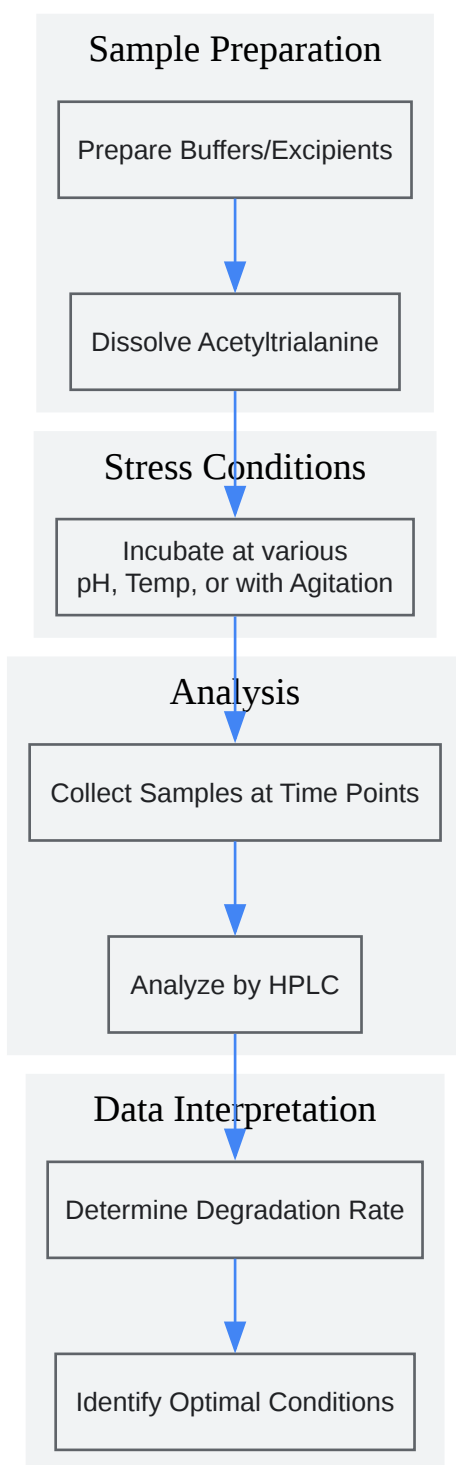 Sample Preparation
Prepare Buffers/Excipients
Dissolve Acetyltrialanine
Stress Conditions
Incubate at various
pH, Temp, or with Agitation
Analysis
Collect Samples at Time Points
Analyze by HPLC
Data Interpretation
Determine Degradation Rate
Identify Optimal Conditions